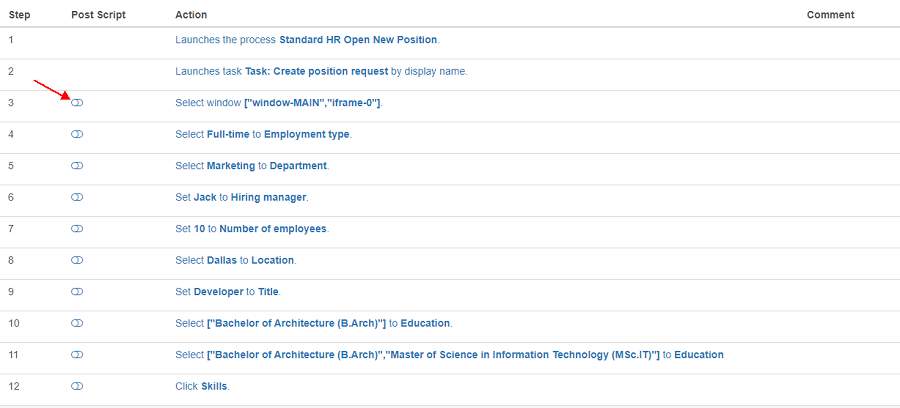 Step Post Script Action Comment
1 Launches the process Standard HR Open New Position.
2 Launches task Task: Create position request by display name.
3 Select window ["window-MAIN","iframe-0"].
4 Select Full-time to Employment type.
5 Select Marketing to Department.
6 Set Jack to Hiring manager.
7 Set 10 to Number of employees.
8 Select Dallas to Location.
9 Set Developer to Title.
10 Select ["Bachelor of Architecture (B.Arch)"] to Education.
11 Select ["Bachelor of Architecture (B.Arch)","Master of Science in Information Technology (MSc.IT)"] to Education
12 Click Skills.